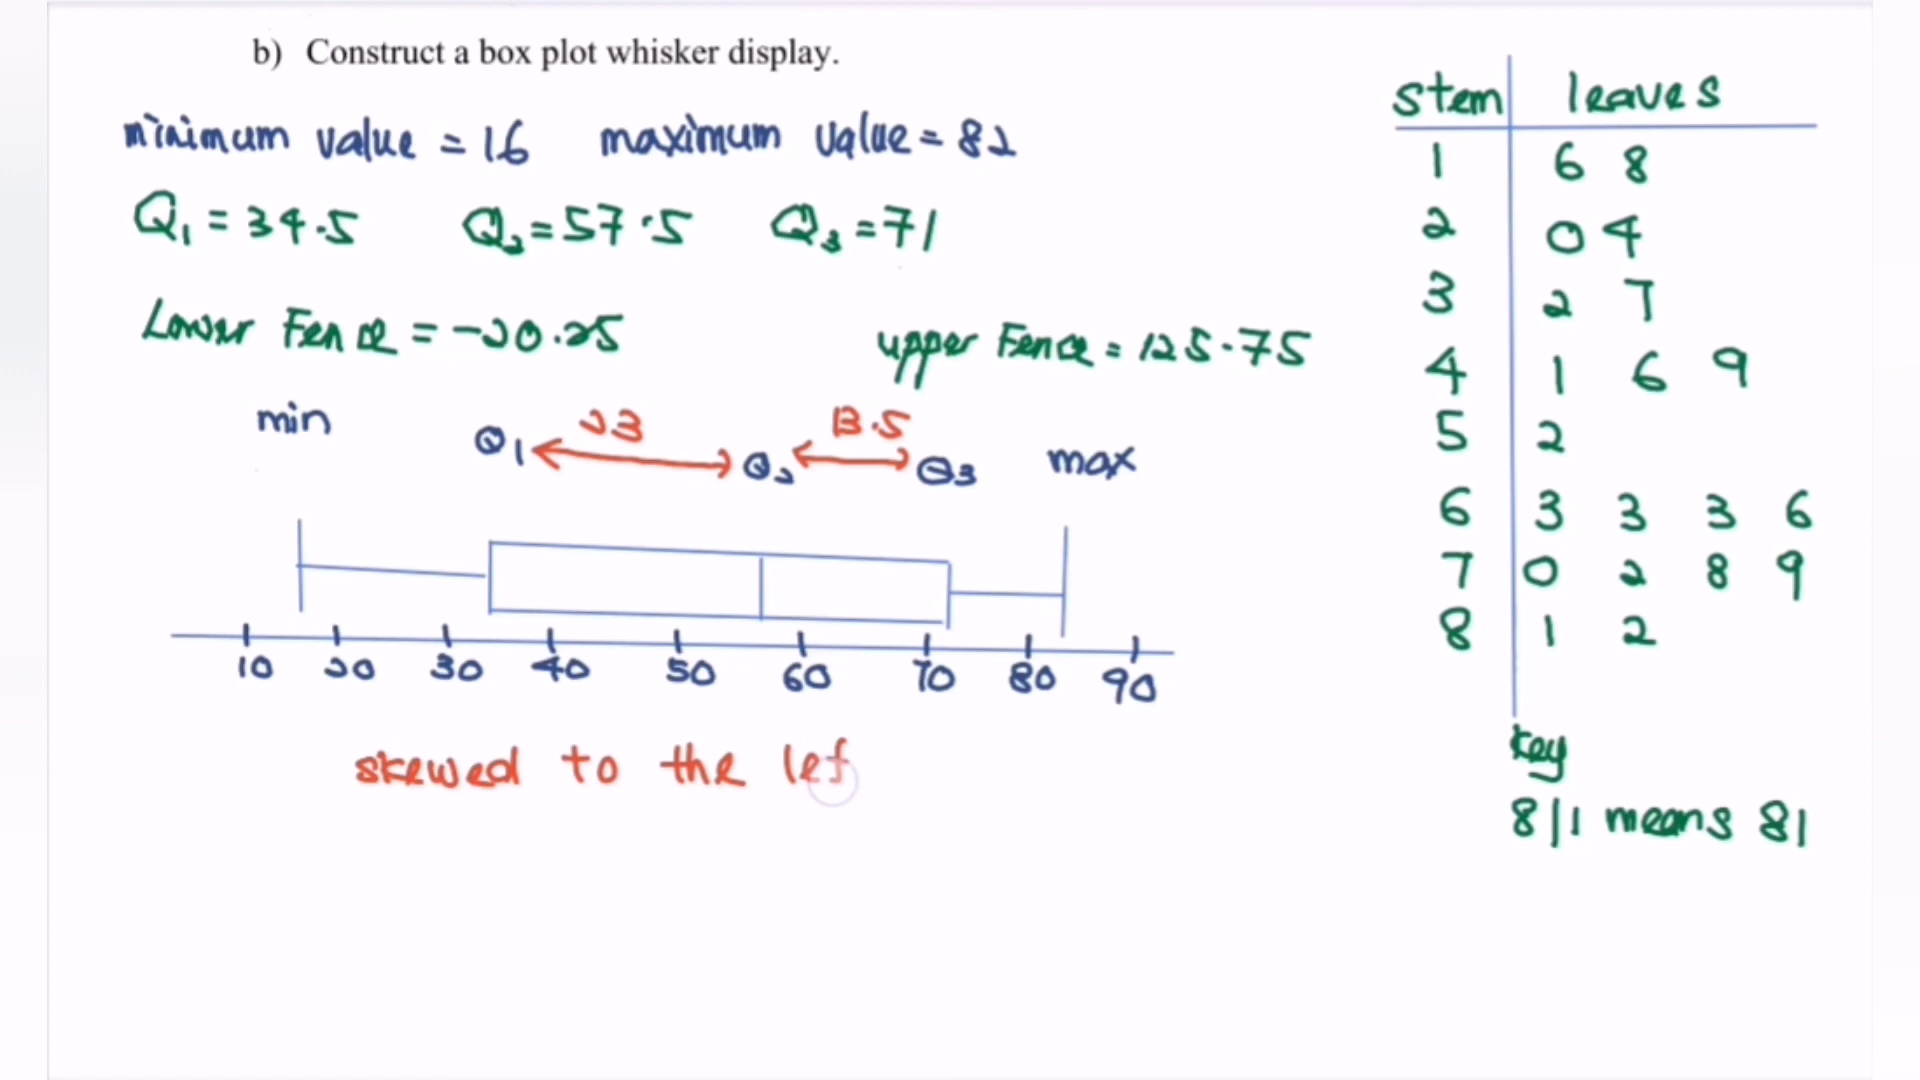 b) Construct a box plot whisker display.
minimum value = 16 maximum value = 82
Q1 = 34.5 Q2 = 57.5 Q3 = 71
Lower Fence = -20.25 upper Fence = 125.75
min Q1 23 Q2 13.5 Q3 max
10 20 30 40 50 60 70 80 90
skewed to the lef
stem leaves
1 6 8
2 0 4
3 2 7
4 1 6 9
5 2
6 3 3 3 6
7 0 2 8 9
8 1 2
key
8|1 means 81